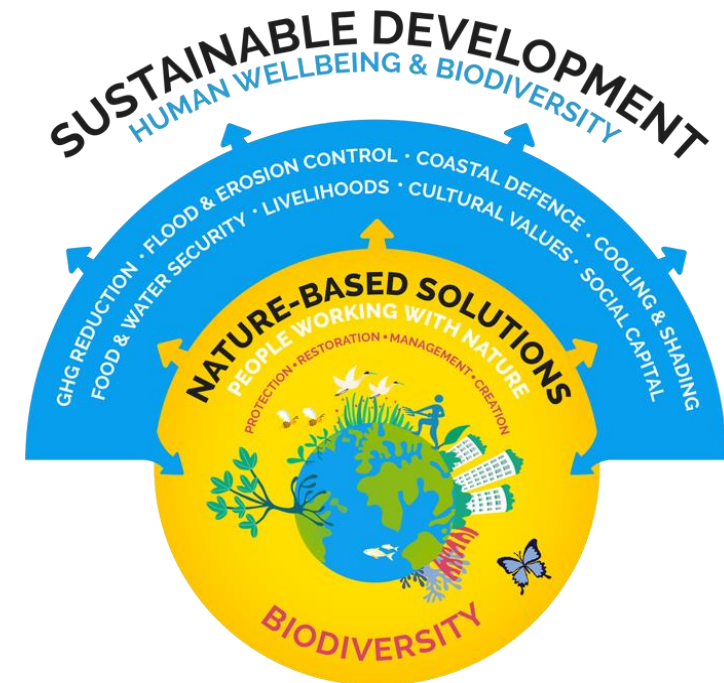 SUSTAINABLE DEVELOPMENT
HUMAN WELLBEING & BIODIVERSITY
GHG REDUCTION · FLOOD & EROSION CONTROL · COASTAL DEFENCE · COOLING & SHADING
FOOD & WATER SECURITY · LIVELIHOODS · CULTURAL VALUES · SOCIAL CAPITAL
NATURE-BASED SOLUTIONS
PEOPLE WORKING WITH NATURE
PROTECTION•RESTORATION•MANAGEMENT•CREATION
BIODIVERSITY